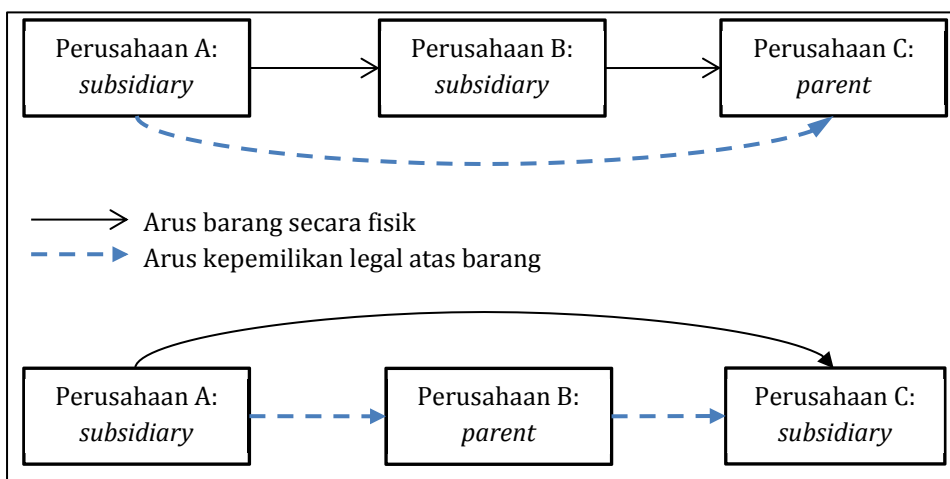 Perusahaan A:
subsidiary
Perusahaan B:
subsidiary
Perusahaan C:
parent
Arus barang secara fisik
Arus kepemilikan legal atas barang
Perusahaan A:
subsidiary
Perusahaan B:
parent
Perusahaan C:
subsidiary